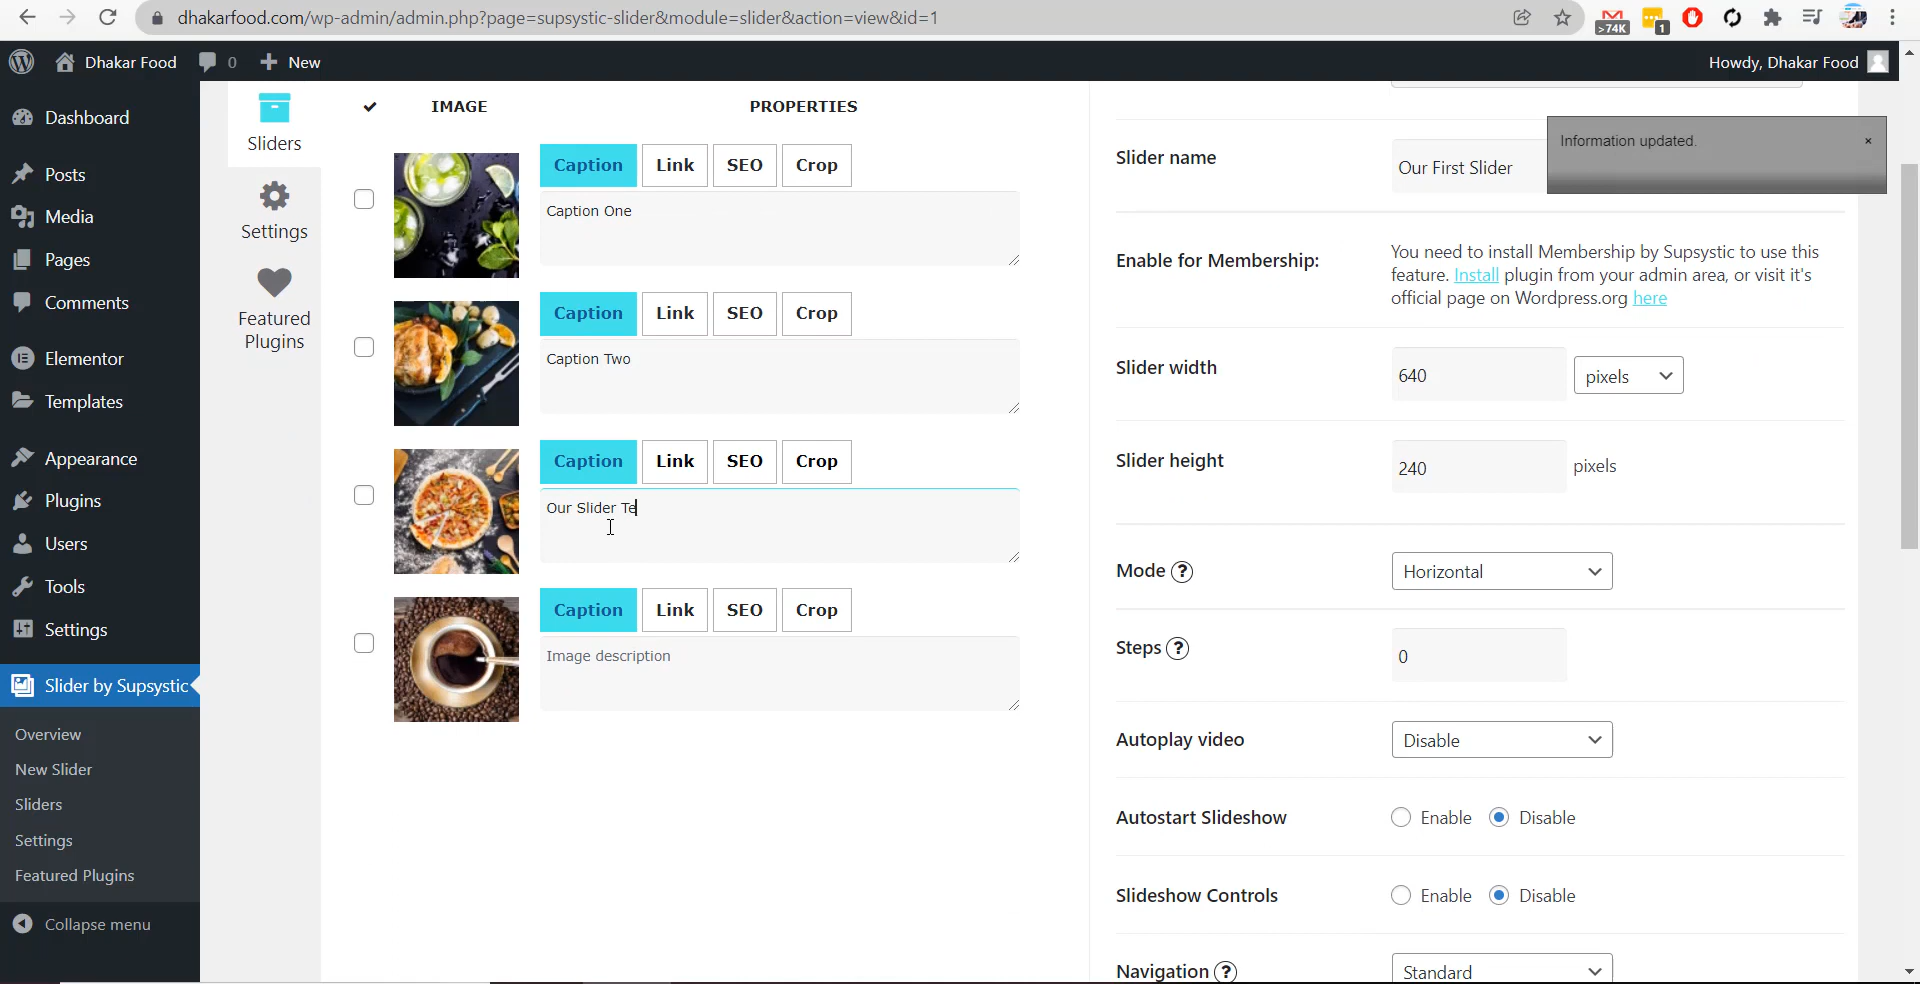 dhakarfood.com/wp-admin/admin.php?page=supsystic-slider&module=slider&action=view&id=1
>74K
1
Dhakar Food
0
New
Howdy, Dhakar Food
Dashboard
Posts
Media
Pages
Comments
Elementor
Templates
Appearance
Plugins
Users
Tools
Settings
Slider by Supsystic
Overview
New Slider
Sliders
Settings
Featured Plugins
Collapse menu
Sliders
Settings
Featured
Plugins
IMAGE PROPERTIES
Caption Link SEO Crop
Caption One
Caption Link SEO Crop
Caption Two
Caption Link SEO Crop
Our Slider Te
Caption Link SEO Crop
Image description
Information updated. ×
Slider name Our First Slider
Enable for Membership: You need to install Membership by Supsystic to use this
feature. Install plugin from your admin area, or visit it's
official page on Wordpress.org here
Slider width 640 pixels
Slider height 240 pixels
Mode ? Horizontal
Steps ? 0
Autoplay video Disable
Autostart Slideshow Enable Disable
Slideshow Controls Enable Disable
Navigation ? Standard